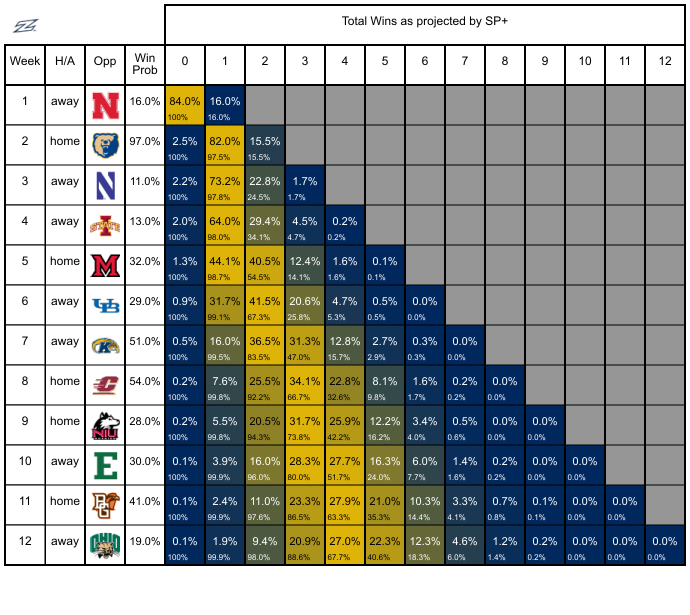 Total Wins as projected by SP+
Week H/A Opp Win Prob 0 1 2 3 4 5 6 7 8 9 10 11 12
1 away N 16.0% 84.0% 16.0%
100% 16.0%
2 home 97.0% 2.5% 82.0% 15.5%
100% 97.5% 15.5%
3 away N 11.0% 2.2% 73.2% 22.8% 1.7%
100% 97.8% 24.5% 1.7%
4 away STATE 13.0% 2.0% 64.0% 29.4% 4.5% 0.2%
100% 98.0% 34.1% 4.7% 0.2%
5 home M 32.0% 1.3% 44.1% 40.5% 12.4% 1.6% 0.1%
100% 98.7% 54.5% 14.1% 1.6% 0.1%
6 away UB 29.0% 0.9% 31.7% 41.5% 20.6% 4.7% 0.5% 0.0%
100% 99.1% 67.3% 25.8% 5.3% 0.5% 0.0%
7 away K 51.0% 0.5% 16.0% 36.5% 31.3% 12.8% 2.7% 0.3% 0.0%
100% 99.5% 83.5% 47.0% 15.7% 2.9% 0.3% 0.0%
8 home C 54.0% 0.2% 7.6% 25.5% 34.1% 22.8% 8.1% 1.6% 0.2% 0.0%
100% 99.8% 92.2% 66.7% 32.6% 9.8% 1.7% 0.2% 0.0%
9 home NIU 28.0% 0.2% 5.5% 20.5% 31.7% 25.9% 12.2% 3.4% 0.5% 0.0% 0.0%
100% 99.8% 94.3% 73.8% 42.2% 16.2% 4.0% 0.6% 0.0% 0.0%
10 away E 30.0% 0.1% 3.9% 16.0% 28.3% 27.7% 16.3% 6.0% 1.4% 0.2% 0.0% 0.0%
100% 99.9% 96.0% 80.0% 51.7% 24.0% 7.7% 1.6% 0.2% 0.0% 0.0%
11 home BG 41.0% 0.1% 2.4% 11.0% 23.3% 27.9% 21.0% 10.3% 3.3% 0.7% 0.1% 0.0% 0.0%
100% 99.9% 97.6% 86.5% 63.3% 35.3% 14.4% 4.1% 0.8% 0.1% 0.0% 0.0%
12 away OHIO 19.0% 0.1% 1.9% 9.4% 20.9% 27.0% 22.3% 12.3% 4.6% 1.2% 0.2% 0.0% 0.0% 0.0%
100% 99.9% 98.0% 88.6% 67.7% 40.6% 18.3% 6.0% 1.4% 0.2% 0.0% 0.0% 0.0%